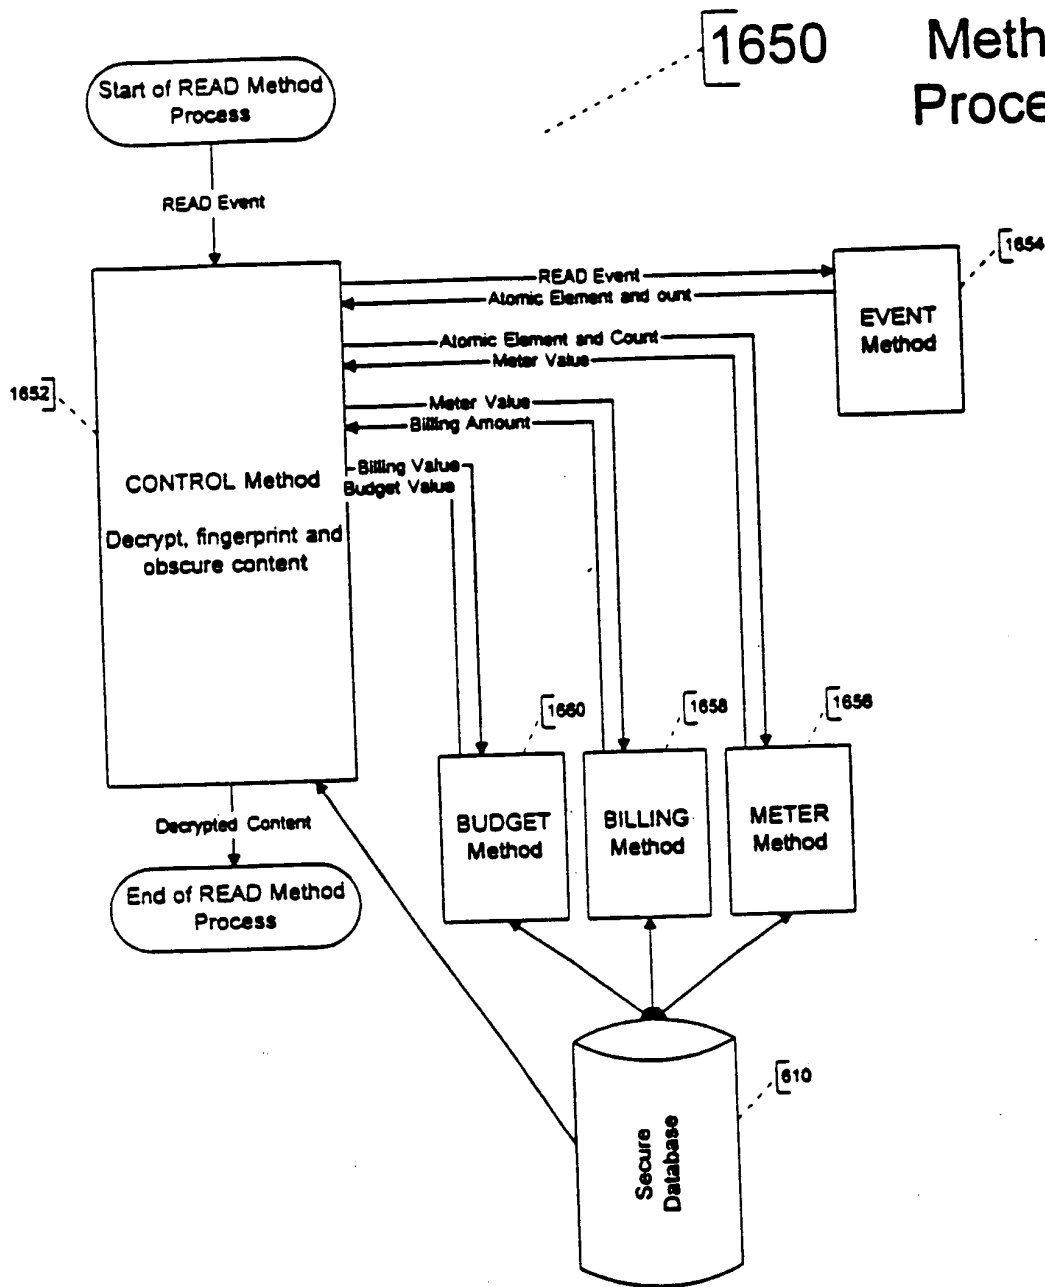 1650
Meth
Proce
Start of READ Method
Process
READ Event
1654
READ Event
Atomic Element and ount
EVENT
Method
Atomic Element and Count
Meter Value
1652
Meter Value
Billing Amount
Billing Value
Budget Value
CONTROL Method
Decrypt, fingerprint and
obscure content
1660
1658
1656
BUDGET
Method
BILLING
Method
METER
Method
Decrypted Content
End of READ Method
Process
610
Secure
Database